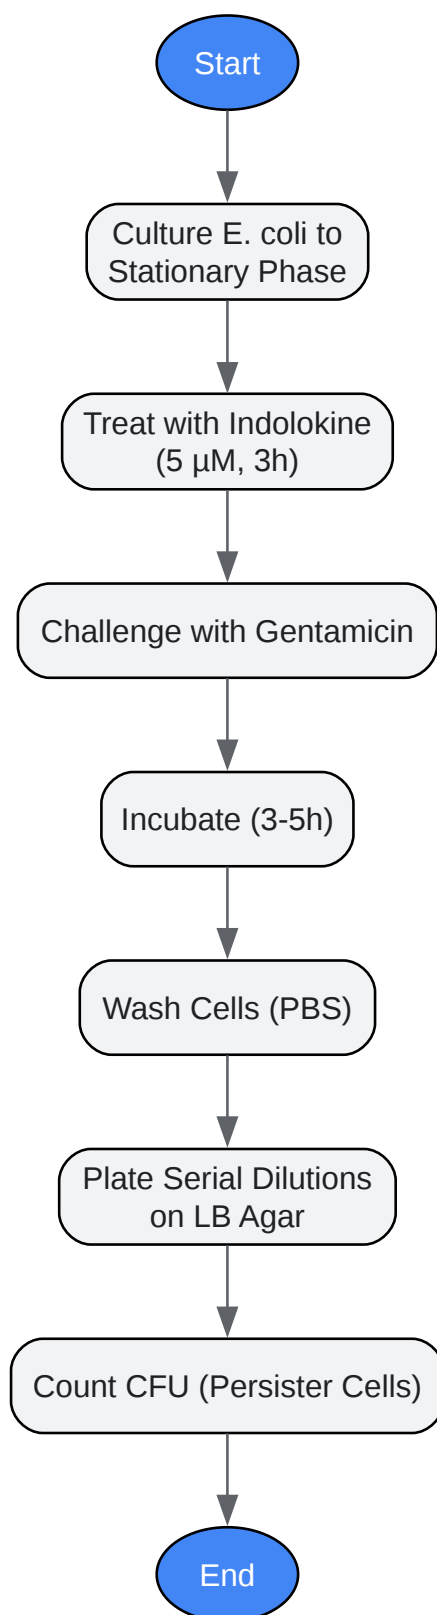 Start
Culture E. coli to
Stationary Phase
Treat with Indolokine
(5 µM, 3h)
Challenge with Gentamicin
Incubate (3-5h)
Wash Cells (PBS)
Plate Serial Dilutions
on LB Agar
Count CFU (Persister Cells)
End